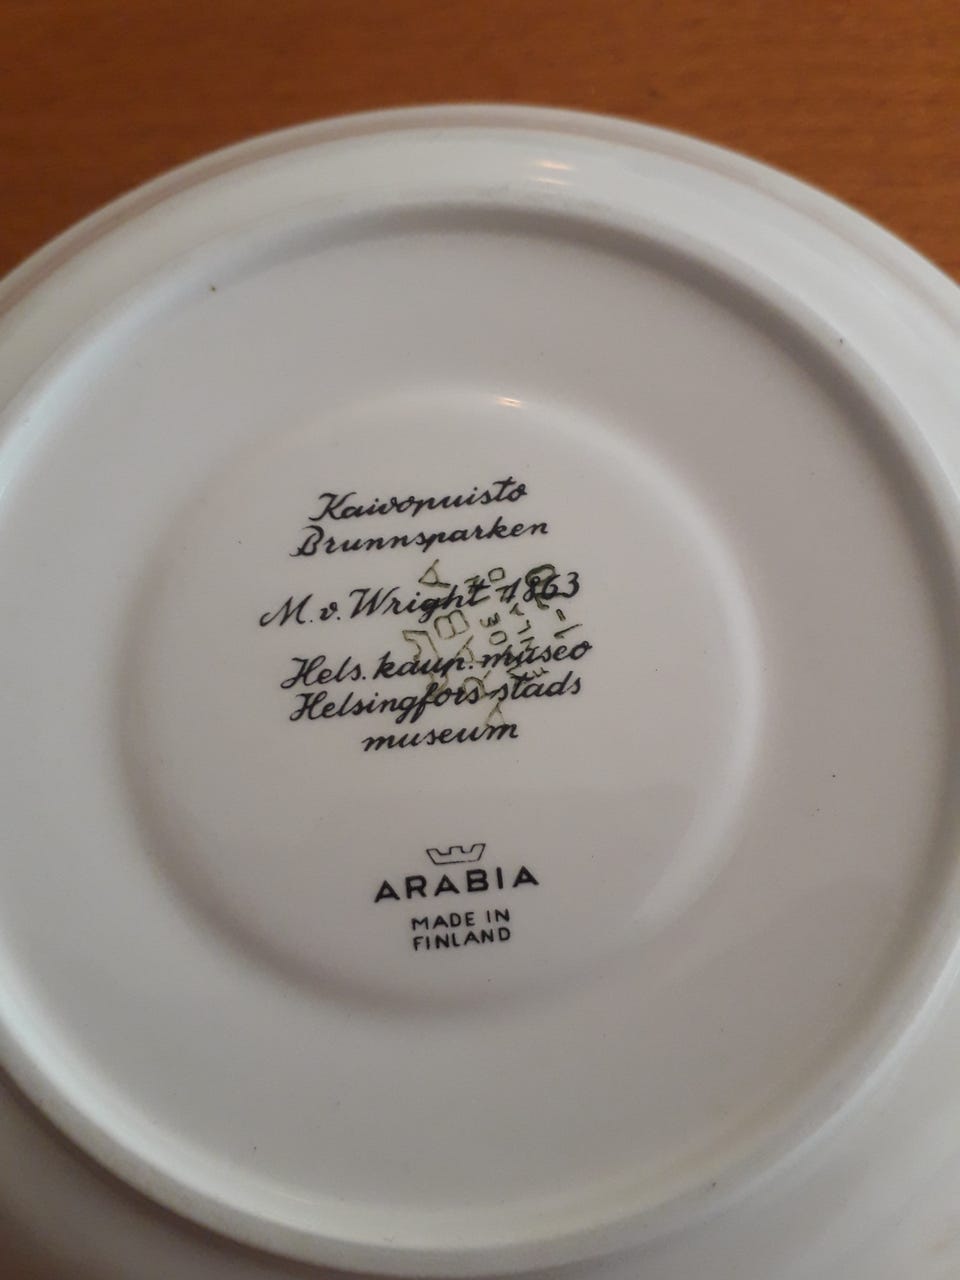 Kaivopuisto
Brunnsparken
M. v. Wright 1863
Hels. kaup. museo
Helsingfors stads
museum
ARABIA
MADE IN
FINLAND